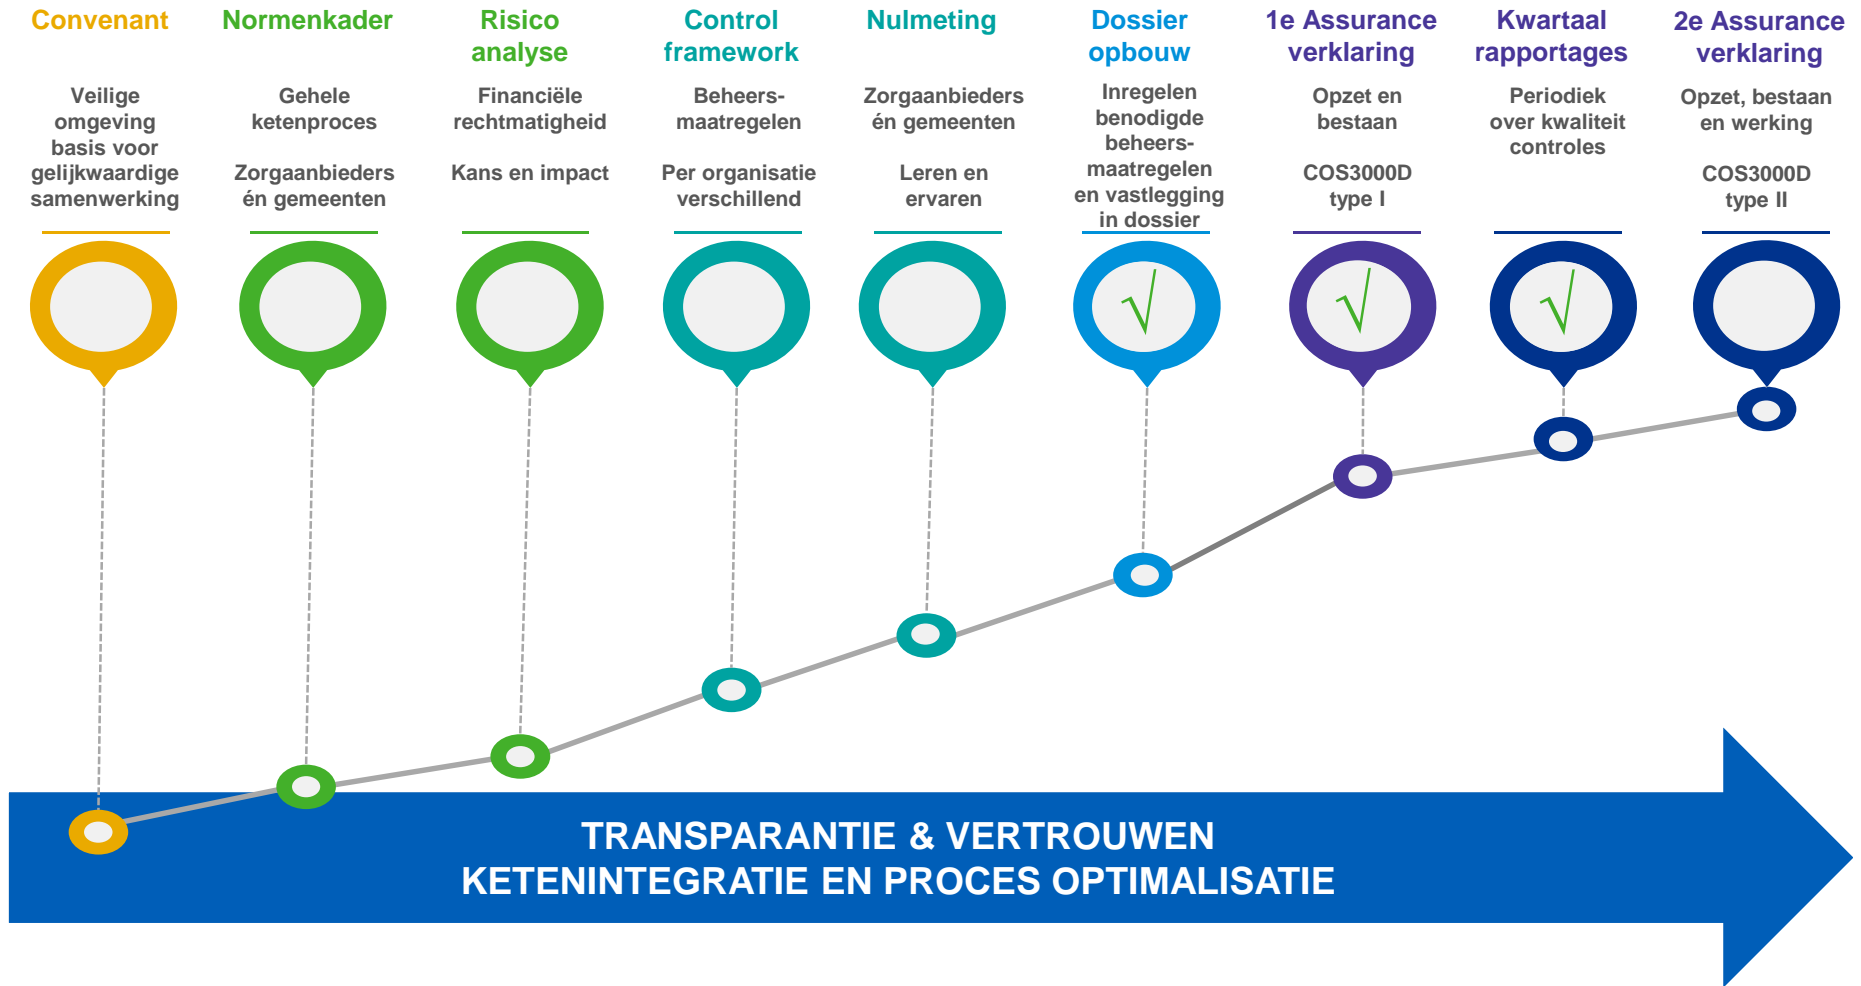 Convenant
Veilige
omgeving
basis voor
gelijkwaardige
samenwerking
Normenkader
Gehele
ketenproces
Zorgaanbieders
én gemeenten
Risico
analyse
Financiële
rechtmatigheid
Kans en impact
Control
framework
Beheers-
maatregelen
Per organisatie
verschillend
Nulmeting
Zorgaanbieders
én gemeenten
Leren en
ervaren
Dossier
opbouw
Inregelen
benodigde
beheers-
maatregelen
en vastlegging
in dossier
√
1e Assurance
verklaring
Opzet en
bestaan
COS3000D
type I
√
Kwartaal
rapportages
Periodiek
over kwaliteit
controles
√
2e Assurance
verklaring
Opzet, bestaan
en werking
COS3000D
type II
TRANSPARANTIE & VERTROUWEN
KETENINTEGRATIE EN PROCES OPTIMALISATIE